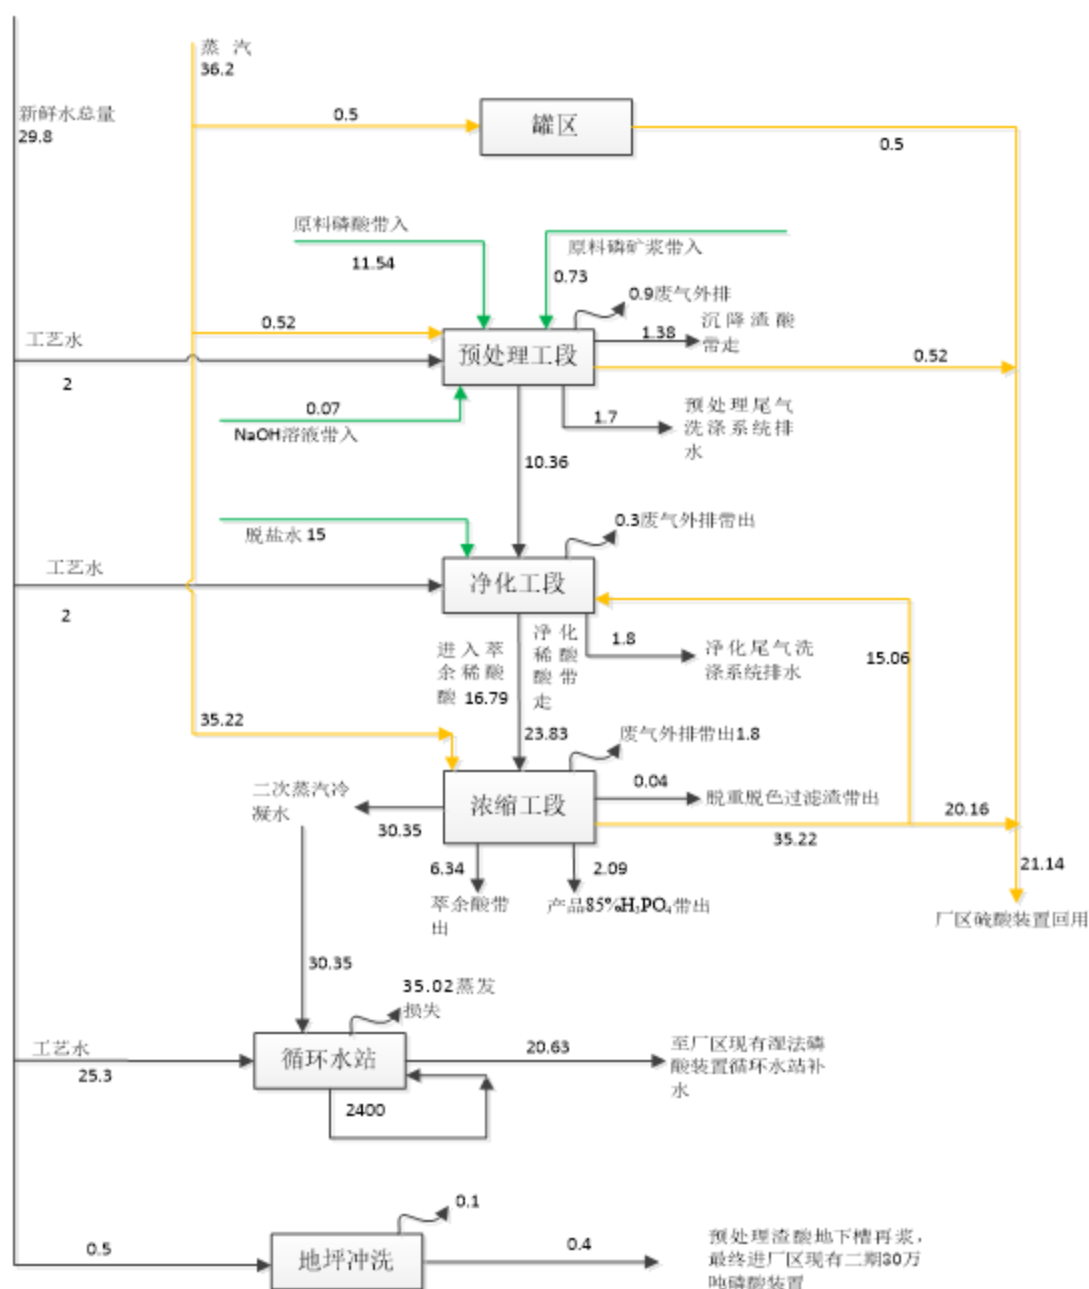 蒸 汽
36.2
新鲜水总量
29.8
0.5
罐区
0.5
原料磷酸带入
11.54
原料磷矿浆带入
0.73
0.9废气外排
沉降渣酸
带走
1.38
0.52
工艺水
2
预处理工段
0.52
0.07
NaOH溶液带入
1.7
预处理尾气
洗涤系统排
水
10.36
脱盐水 15
0.3废气外排带出
工艺水
2
净化工段
进入萃
余稀酸
酸 16.79
净化
稀酸
酸带
走
1.8
净化尾气洗
涤系统排水
15.06
35.22
23.83
废气外排带出1.8
二次蒸汽冷
凝水
30.35
浓缩工段
0.04
脱重脱色过滤渣带出
20.16
35.22
6.34
萃余酸带
出
2.09
产品85%H₃PO₄带出
21.14
厂区硫酸装置回用
30.35
35.02蒸发
损失
工艺水
25.3
循环水站
20.63
至厂区现有湿法磷
酸装置循环水站补
水
2400
0.1
0.5
地坪冲洗
0.4
预处理渣酸地下槽再浆，
最终进厂区现有二期30万
吨磷酸装置